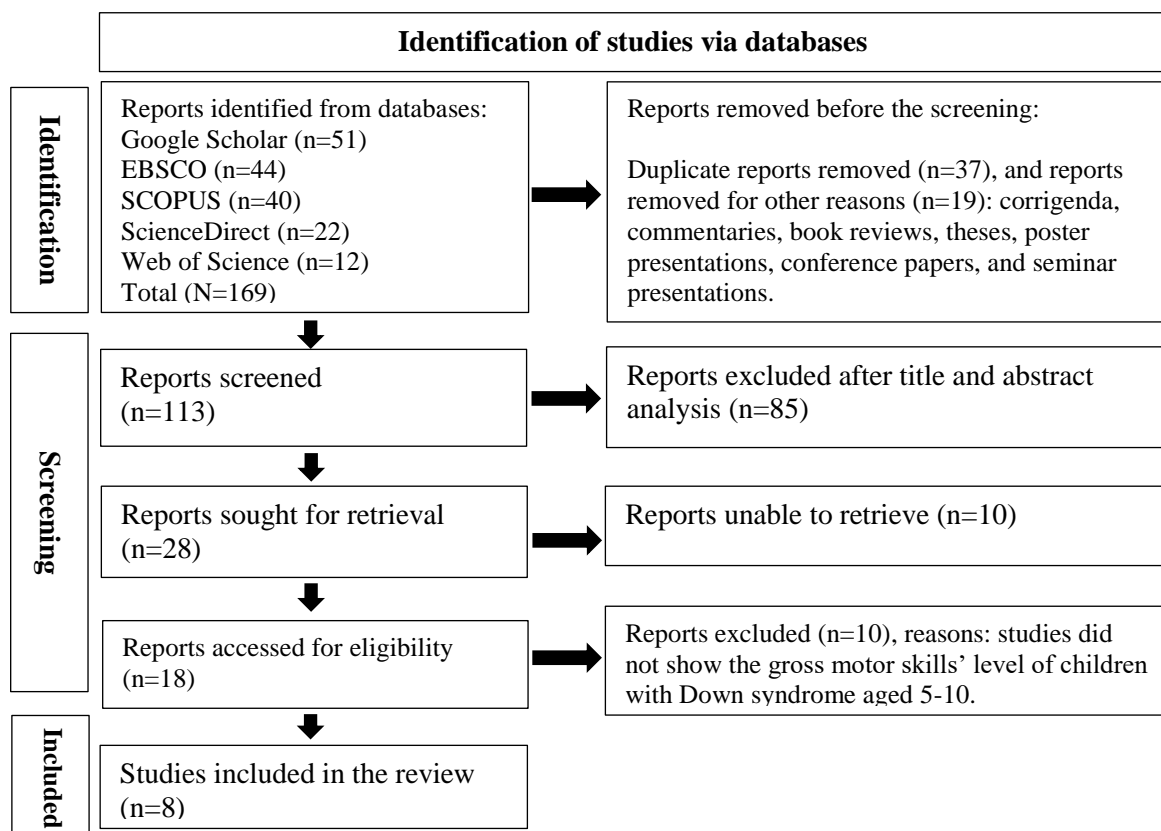 Identification of studies via databases
Identification
Reports identified from databases:
Google Scholar (n=51)
EBSCO (n=44)
SCOPUS (n=40)
ScienceDirect (n=22)
Web of Science (n=12)
Total (N=169)
Reports removed before the screening:
Duplicate reports removed (n=37), and reports
removed for other reasons (n=19): corrigenda,
commentaries, book reviews, theses, poster
presentations, conference papers, and seminar
presentations.
Screening
Reports screened
(n=113)
Reports excluded after title and abstract
analysis (n=85)
Reports sought for retrieval
(n=28)
Reports unable to retrieve (n=10)
Reports accessed for eligibility
(n=18)
Reports excluded (n=10), reasons: studies did
not show the gross motor skills’ level of children
with Down syndrome aged 5-10.
Included
Studies included in the review
(n=8)